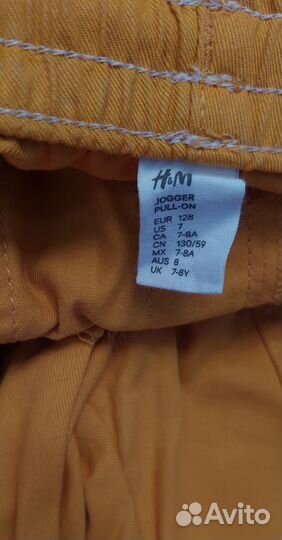 H&M
JOGGER
PULL-ON
EUR 128
US 7
CA 7-8A
CN 130/59
MX 7-8A
AUS 8
UK 7-8Y
Avito